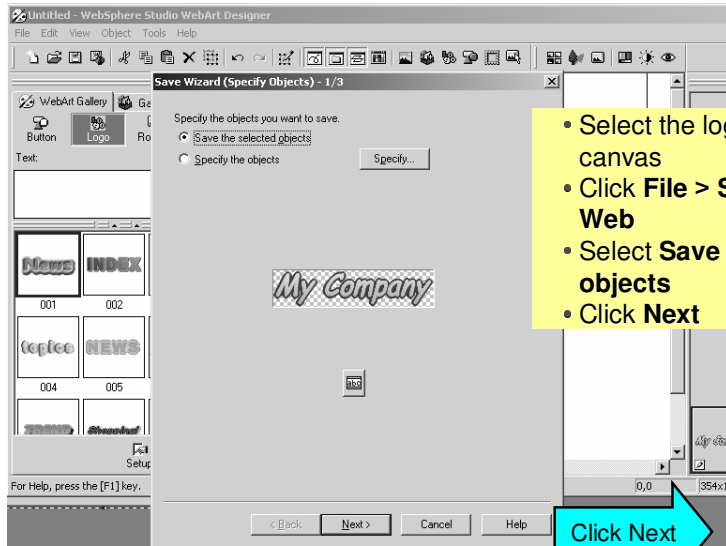 Untitled - WebSphere Studio WebArt Designer
File Edit View Object Tools Help
Save Wizard (Specify Objects) - 1/3
WebArt Gallery
Button Logo
Text:
001 002
004 005
News INDEX
topics NEWS
Shopping
Setup
For Help, press the [F1] key.
Specify the objects you want to save.
Save the selected objects
Specify the objects Specify...
My Company
abc
< Back Next > Cancel Help
• Select the
canvas
• Click File >
Web
• Select Save
objects
• Click Next
0,0
Click Next